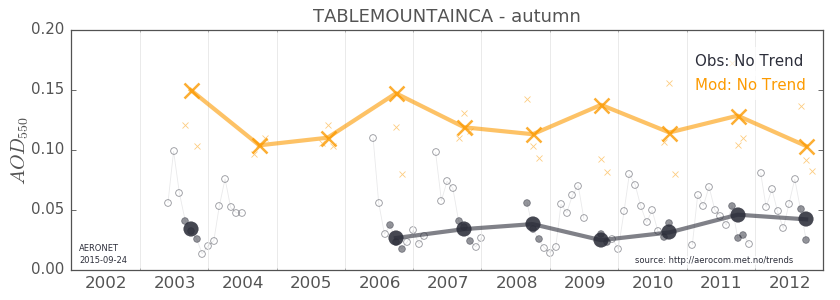 TABLEMOUNTAINCA - autumn
0.20
0.15
0.10
0.05
0.00
AOD550
Obs: No Trend
Mod: No Trend
AERONET
2015-09-24
source: http://aerocom.met.no/trends
2002 2003 2004 2005 2006 2007 2008 2009 2010 2011 2012